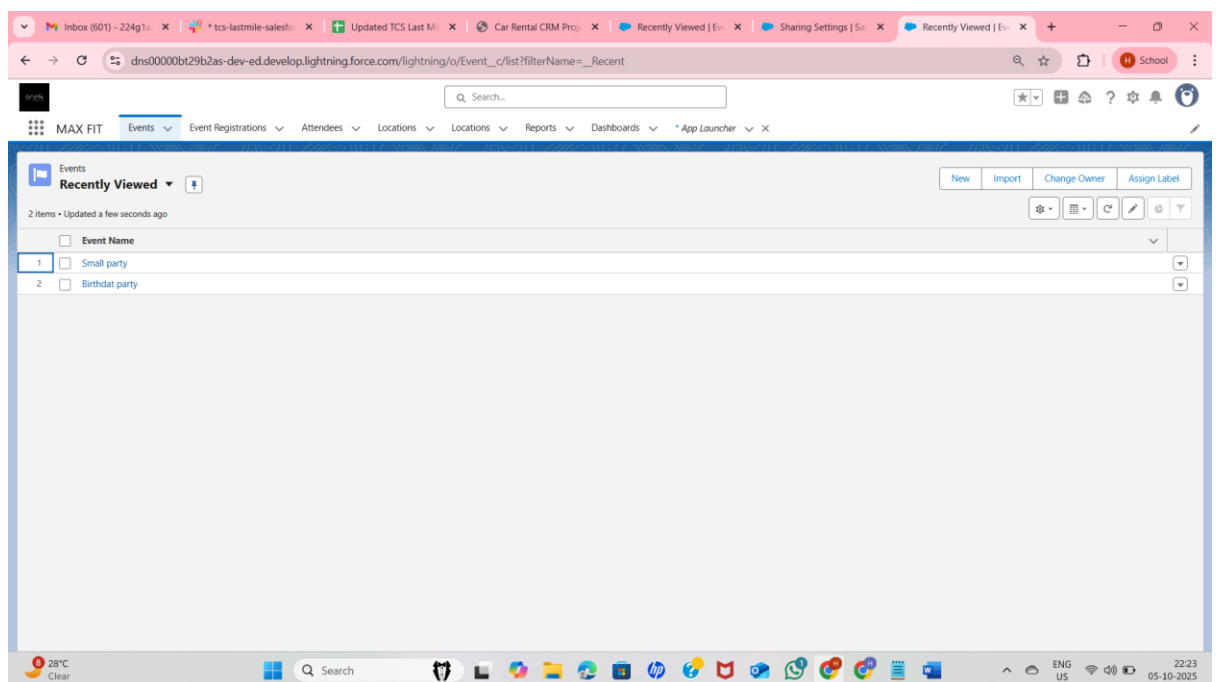 Inbox (601) - 224g1a * tcs-lastmile-salesfo Updated TCS Last Mi Car Rental CRM Proj Recently Viewed | Ev Sharing Settings | Sa Recently Viewed | Ev
dns00000bt29b2as-dev-ed.develop.lightning.force.com/lightning/o/Event__c/list?filterName=__Recent H School
Search...
MAX FIT Events Event Registrations Attendees Locations Locations Reports Dashboards * App Launcher
Events
Recently Viewed
New Import Change Owner Assign Label
2 items • Updated a few seconds ago
Event Name
1 Small party
2 Birthdat party
8 28°C
Clear
Search
ENG
US
22:23
05-10-2025